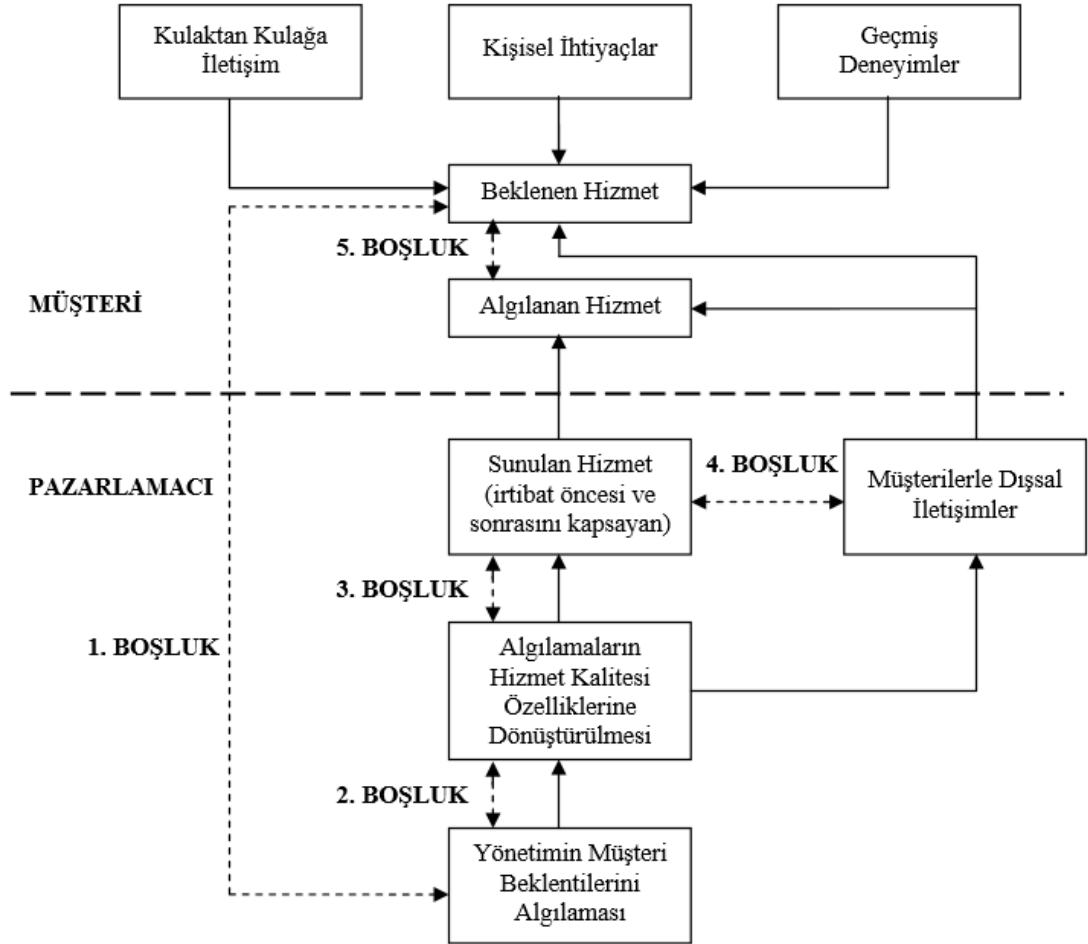 Kulaktan Kulağa
İletişim
Kişisel İhtiyaçlar
Geçmiş
Deneyimler
Beklenen Hizmet
5. BOŞLUK
MÜŞTERİ
Algılanan Hizmet
PAZARLAMACI
Sunulan Hizmet
(irtibat öncesi ve
sonrasını kapsayan)
4. BOŞLUK
Müşterilerle Dışsal
İletişimler
3. BOŞLUK
1. BOŞLUK
Algılamaların
Hizmet Kalitesi
Özelliklerine
Dönüştürülmesi
2. BOŞLUK
Yönetimin Müşteri
Beklentilerini
Algılaması